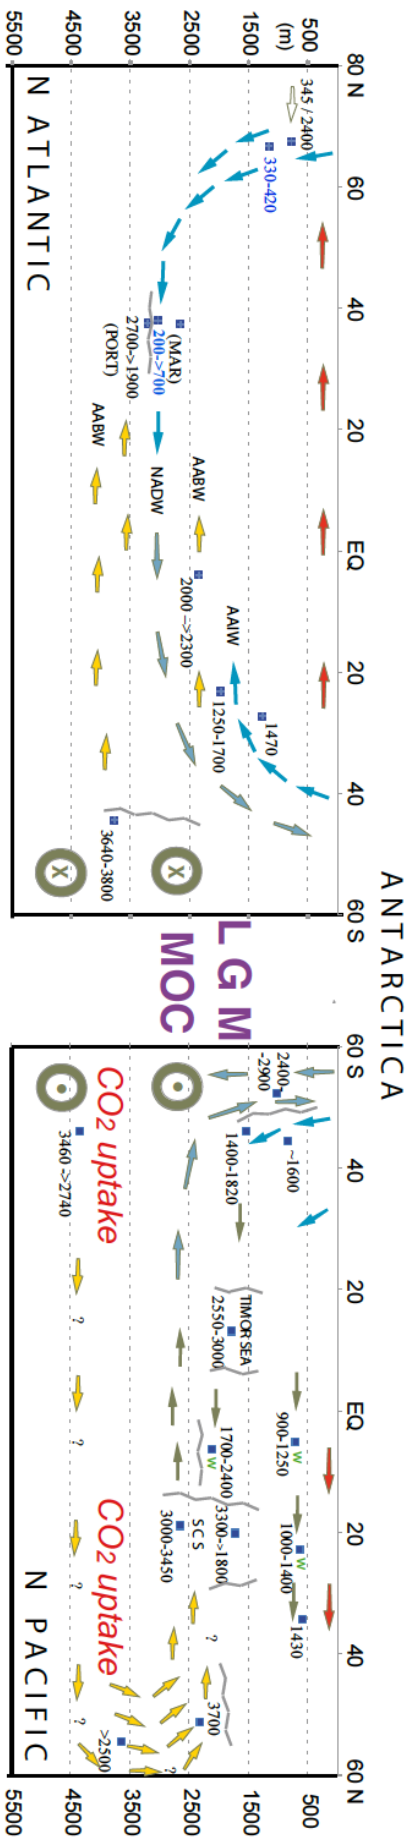 ANTARCTICA
500
1500
(m)
3500
4500
5500
80 N
60
40
20
EQ
20
40
60 S
60 S
40
20
EQ
20
40
60 N
500
1500
2500
3500
4500
5500
N ATLANTIC
345 / 2400
330-420
(MAR)
200->700
2700->1900
(PORT)
AABW
NADW
AABW
2000 –>2300
AAIW
1250-1700
1470
3640-3800
X
X
LGM
MOC
2400-
-2900
~1600
1400-1820
3460 ->2740
CO2 uptake
TIMOR SEA
2550-3000
900-1250
W
1700-2400
W
1000-1400
W
1430
3300->1800
S C S
3000-3450
CO2 uptake
3700
>2500
?
?
?
?
?
?
N PACIFIC